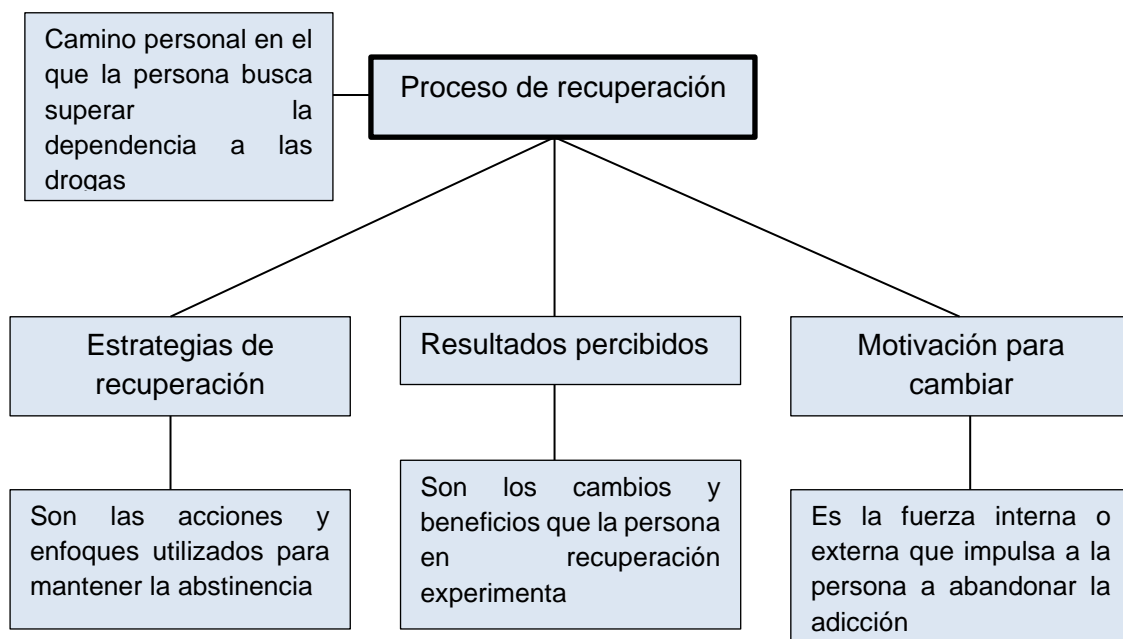 Camino personal en el
que la persona busca
superar la
dependencia a las
drogas
Proceso de recuperación
Estrategias de
recuperación
Resultados percibidos
Motivación para
cambiar
Son las acciones y
enfoques utilizados para
mantener la abstinencia
Son los cambios y
beneficios que la persona
en recuperación
experimenta
Es la fuerza interna o
externa que impulsa a la
persona a abandonar la
adicción